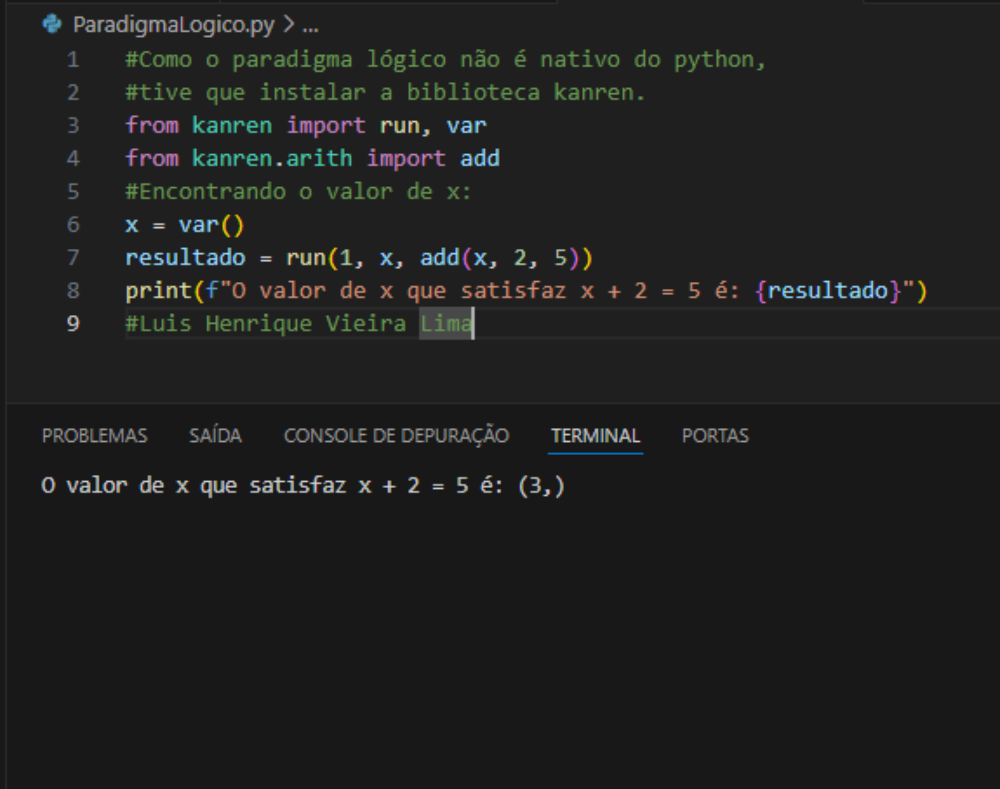 ParadigmaLogico.py > ...
1 #Como o paradigma lógico não é nativo do python,
2 #tive que instalar a biblioteca kanren.
3 from kanren import run, var
4 from kanren.arith import add
5 #Encontrando o valor de x:
6 x = var()
7 resultado = run(1, x, add(x, 2, 5))
8 print(f"O valor de x que satisfaz x + 2 = 5 é: {resultado}")
9 #Luis Henrique Vieira Lima
PROBLEMAS SAÍDA CONSOLE DE DEPURAÇÃO TERMINAL PORTAS
O valor de x que satisfaz x + 2 = 5 é: (3,)